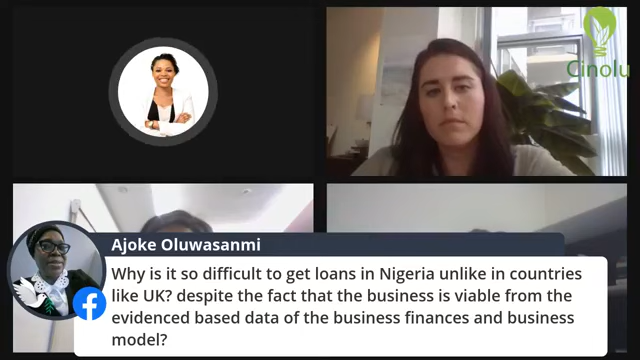 Cinolu
Ajoke Oluwasanmi
Why is it so difficult to get loans in Nigeria unlike in countries
like UK? despite the fact that the business is viable from the
evidenced based data of the business finances and business
model?